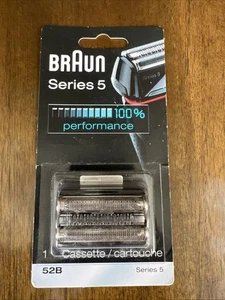 BRAUN
Series 5
100%
performance
1 Cassette / cartouche
52B Series 5